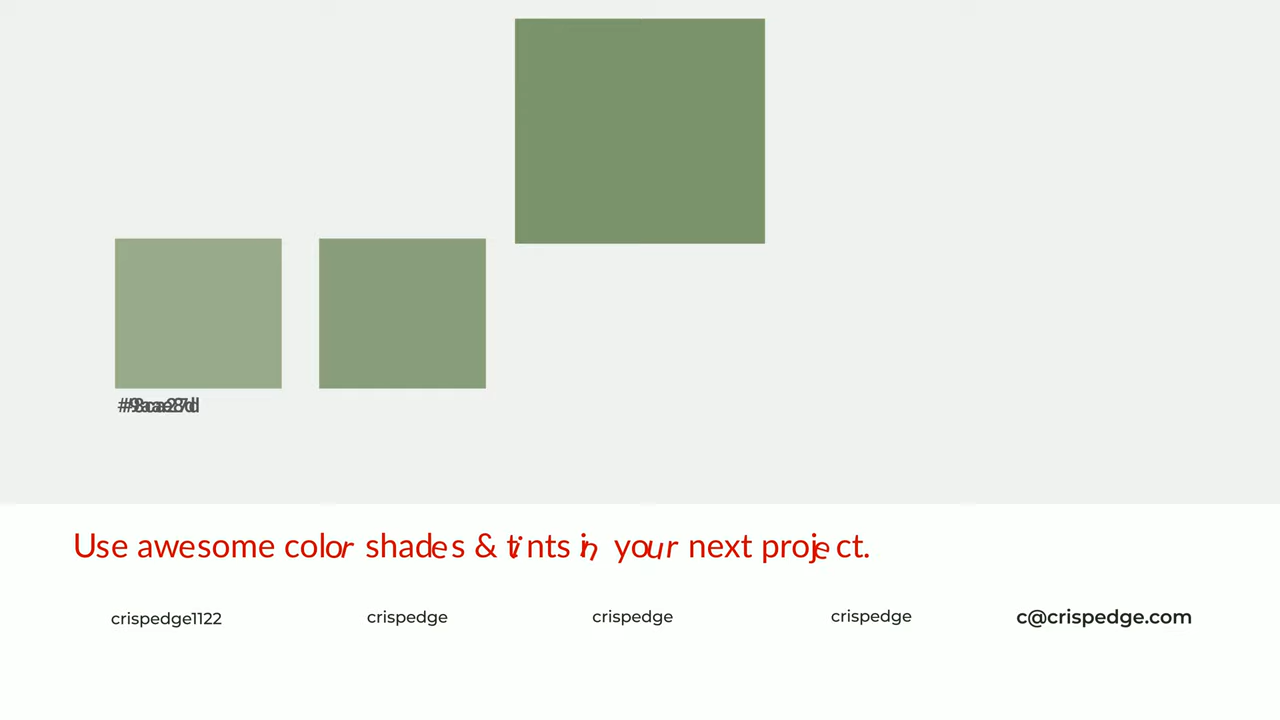 Use awesome color shades & tints in your next project.
crispedge1122 crispedge crispedge crispedge c@crispedge.com